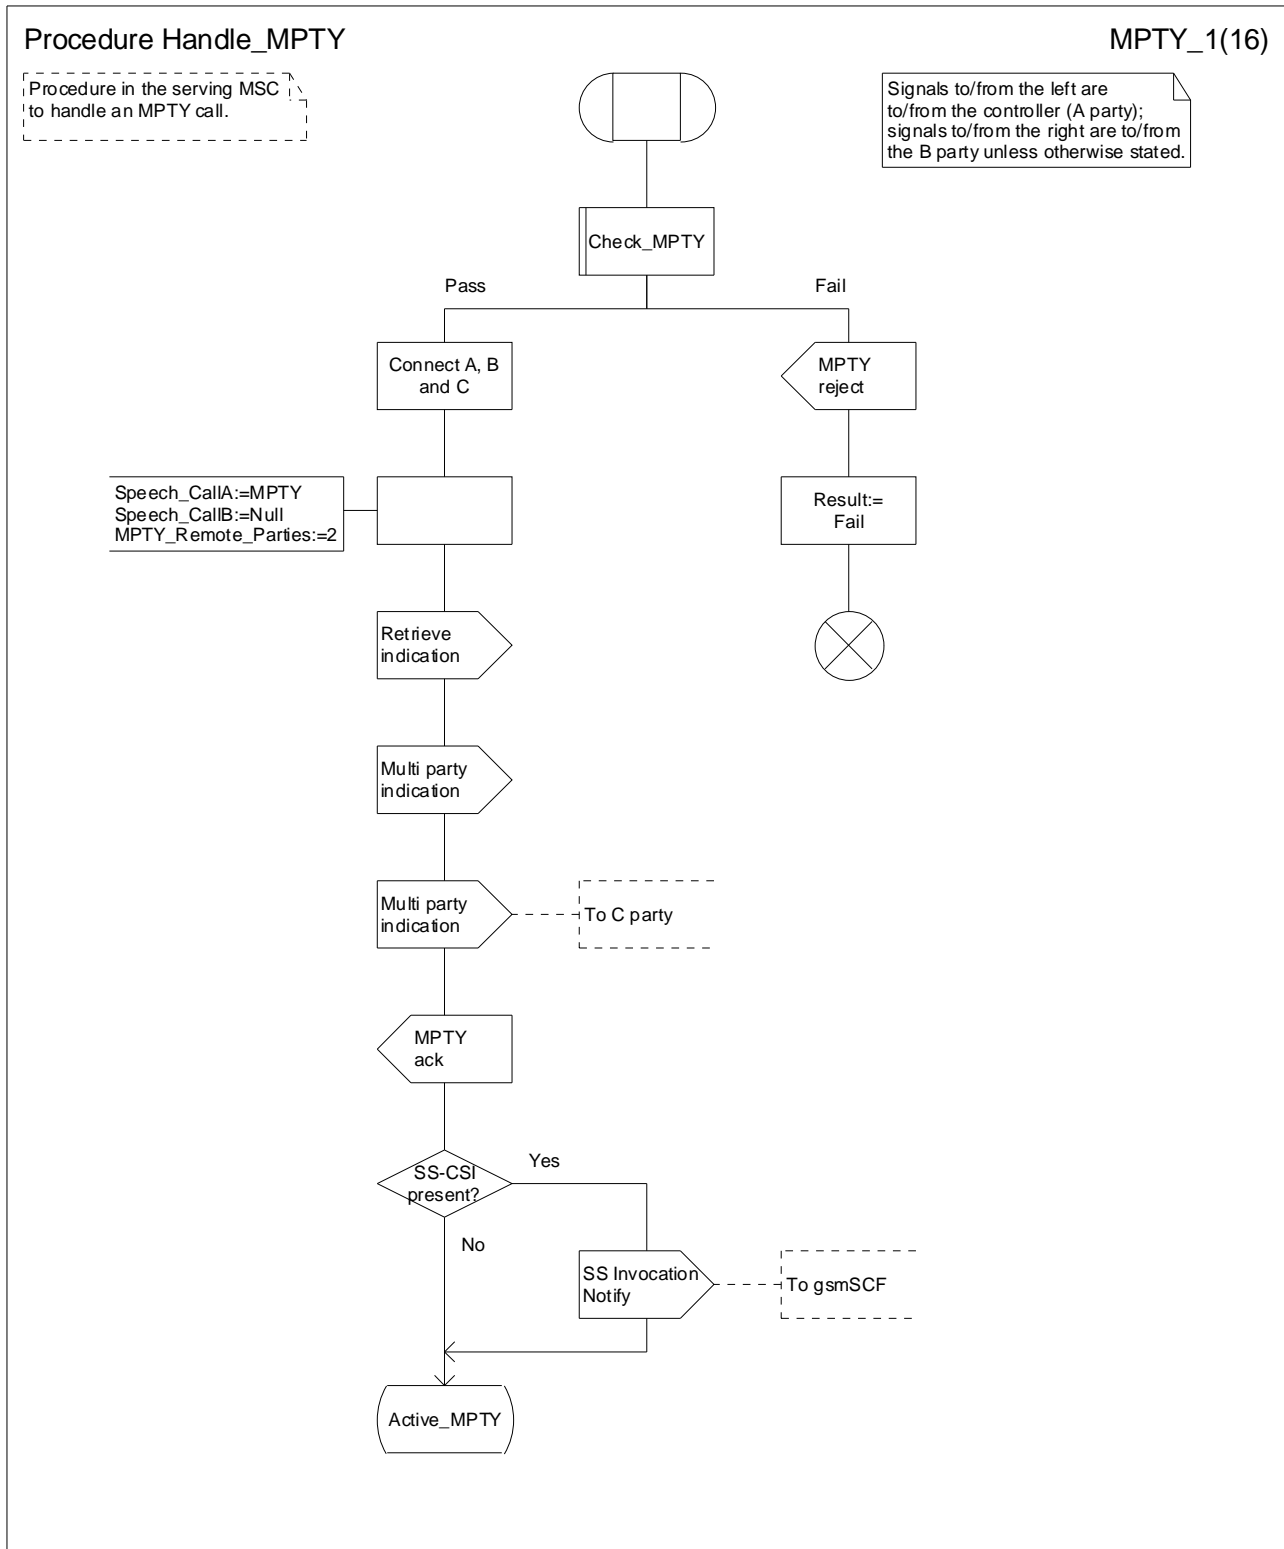 Procedure Handle_MPTY
MPTY_1(16)
Procedure in the serving MSC
to handle an MPTY call.
Signals to/from the left are
to/from the controller (A party);
signals to/from the right are to/from
the B party unless otherwise stated.
Check_MPTY
Pass
Fail
Connect A, B
and C
MPTY
reject
Speech_CallA:=MPTY
Speech_CallB:=Null
MPTY_Remote_Parties:=2
Result:=
Fail
Retrieve
indication
Multi party
indication
Multi party
indication
To C party
MPTY
ack
SS-CSI
present?
Yes
No
SS Invocation
Notify
To gsmSCF
Active_MPTY